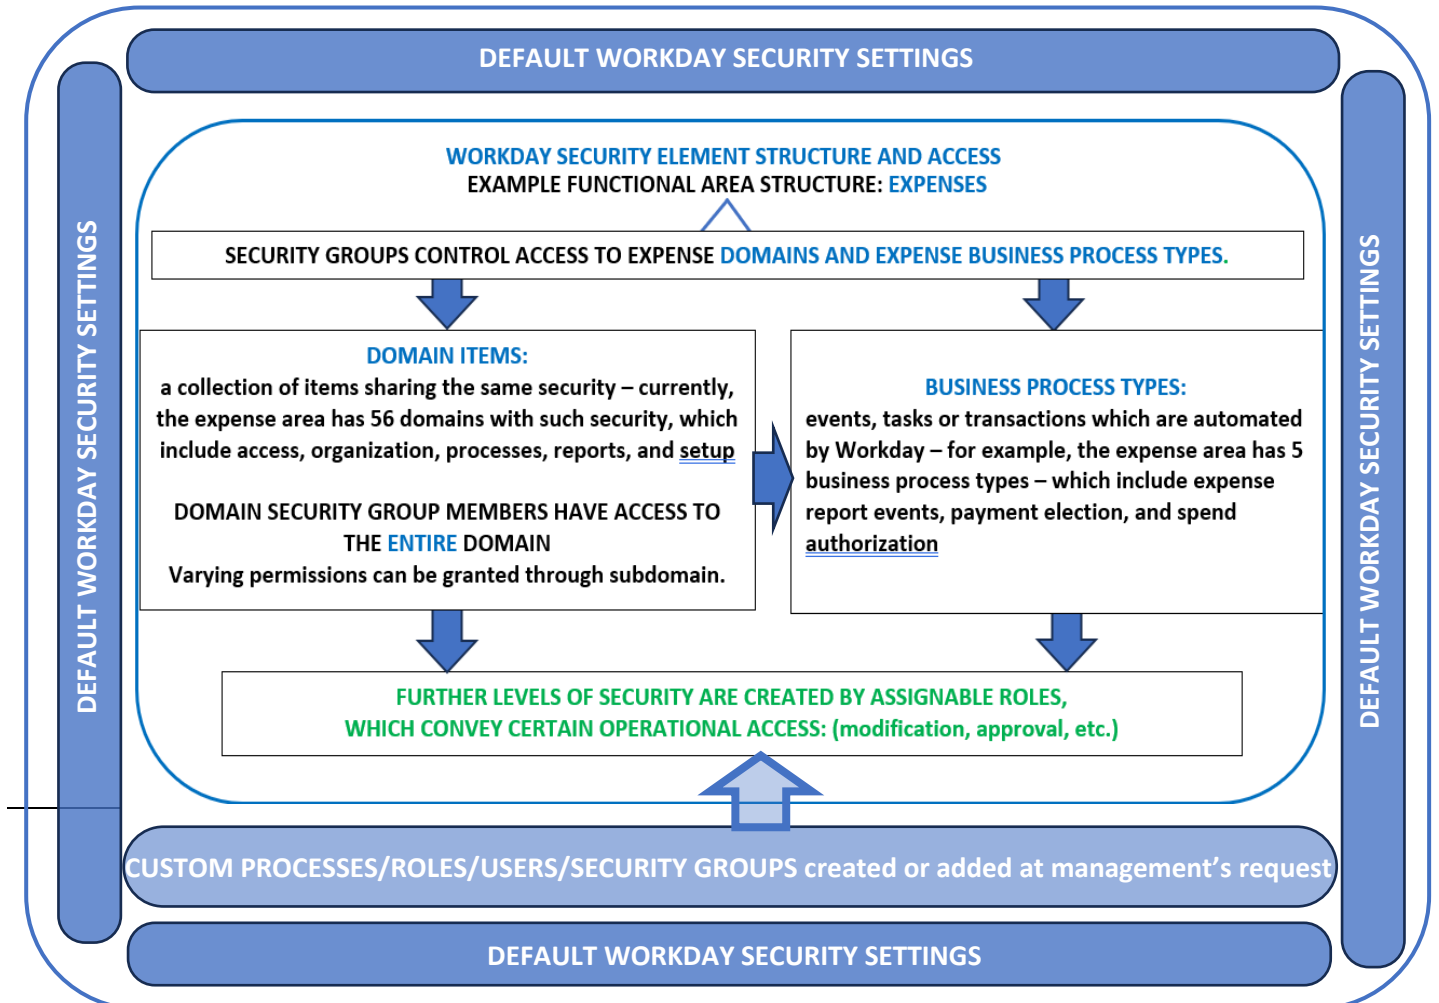 DEFAULT WORKDAY SECURITY SETTINGS
DEFAULT WORKDAY SECURITY SETTINGS
WORKDAY SECURITY ELEMENT STRUCTURE AND ACCESS
EXAMPLE FUNCTIONAL AREA STRUCTURE: EXPENSES
SECURITY GROUPS CONTROL ACCESS TO EXPENSE DOMAINS AND EXPENSE BUSINESS PROCESS TYPES.
DOMAIN ITEMS:
a collection of items sharing the same security – currently,
the expense area has 56 domains with such security, which
include access, organization, processes, reports, and setup
DOMAIN SECURITY GROUP MEMBERS HAVE ACCESS TO
THE ENTIRE DOMAIN
Varying permissions can be granted through subdomain.
BUSINESS PROCESS TYPES:
events, tasks or transactions which are automated
by Workday – for example, the expense area has 5
business process types – which include expense
report events, payment election, and spend
authorization
FURTHER LEVELS OF SECURITY ARE CREATED BY ASSIGNABLE ROLES,
WHICH CONVEY CERTAIN OPERATIONAL ACCESS: (modification, approval, etc.)
DEFAULT WORKDAY SECURITY SETTINGS
CUSTOM PROCESSES/ROLES/USERS/SECURITY GROUPS created or added at management’s request
DEFAULT WORKDAY SECURITY SETTINGS